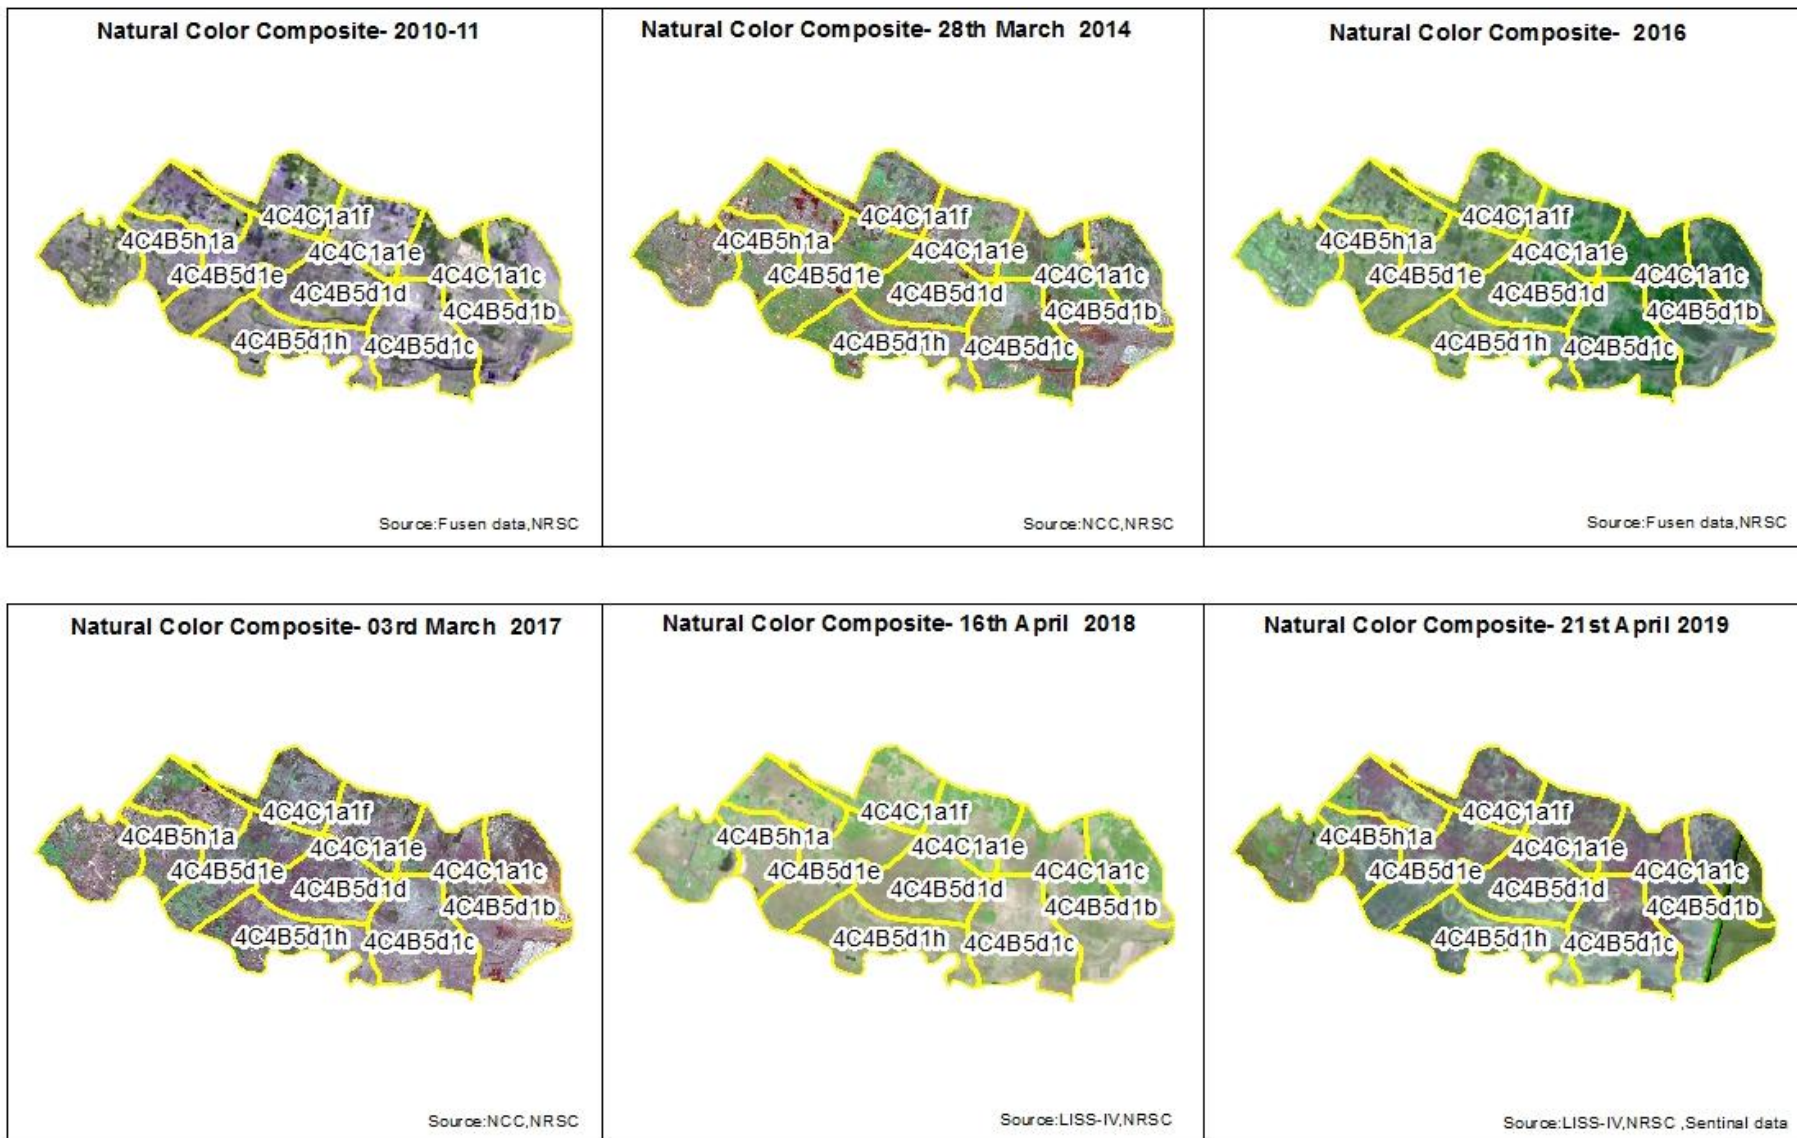 Natural Color Composite- 2010-11
4C4C1a1f
4C4B5h1a
4C4C1a1e
4C4B5d1e
4C4C1a1c
4C4B5d1d
4C4B5d1b
4C4B5d1h
4C4B5d1c
Source:Fusen data,NRSC
Natural Color Composite- 28th March 2014
4C4C1a1f
4C4B5h1a
4C4C1a1e
4C4B5d1e
4C4C1a1c
4C4B5d1d
4C4B5d1b
4C4B5d1h
4C4B5d1c
Source:NCC,NRSC
Natural Color Composite- 2016
4C4C1a1f
4C4B5h1a
4C4C1a1e
4C4B5d1e
4C4C1a1c
4C4B5d1d
4C4B5d1b
4C4B5d1h
4C4B5d1c
Source:Fusen data,NRSC
Natural Color Composite- 03rd March 2017
4C4C1a1f
4C4B5h1a
4C4C1a1e
4C4B5d1e
4C4C1a1c
4C4B5d1d
4C4B5d1b
4C4B5d1h
4C4B5d1c
Source:NCC,NRSC
Natural Color Composite- 16th April 2018
4C4C1a1f
4C4B5h1a
4C4C1a1e
4C4B5d1e
4C4C1a1c
4C4B5d1d
4C4B5d1b
4C4B5d1h
4C4B5d1c
Source:LISS-IV,NRSC
Natural Color Composite- 21st April 2019
4C4C1a1f
4C4B5h1a
4C4C1a1e
4C4B5d1e
4C4C1a1c
4C4B5d1d
4C4B5d1b
4C4B5d1h
4C4B5d1c
Source:LISS-IV,NRSC ,Sentinal data